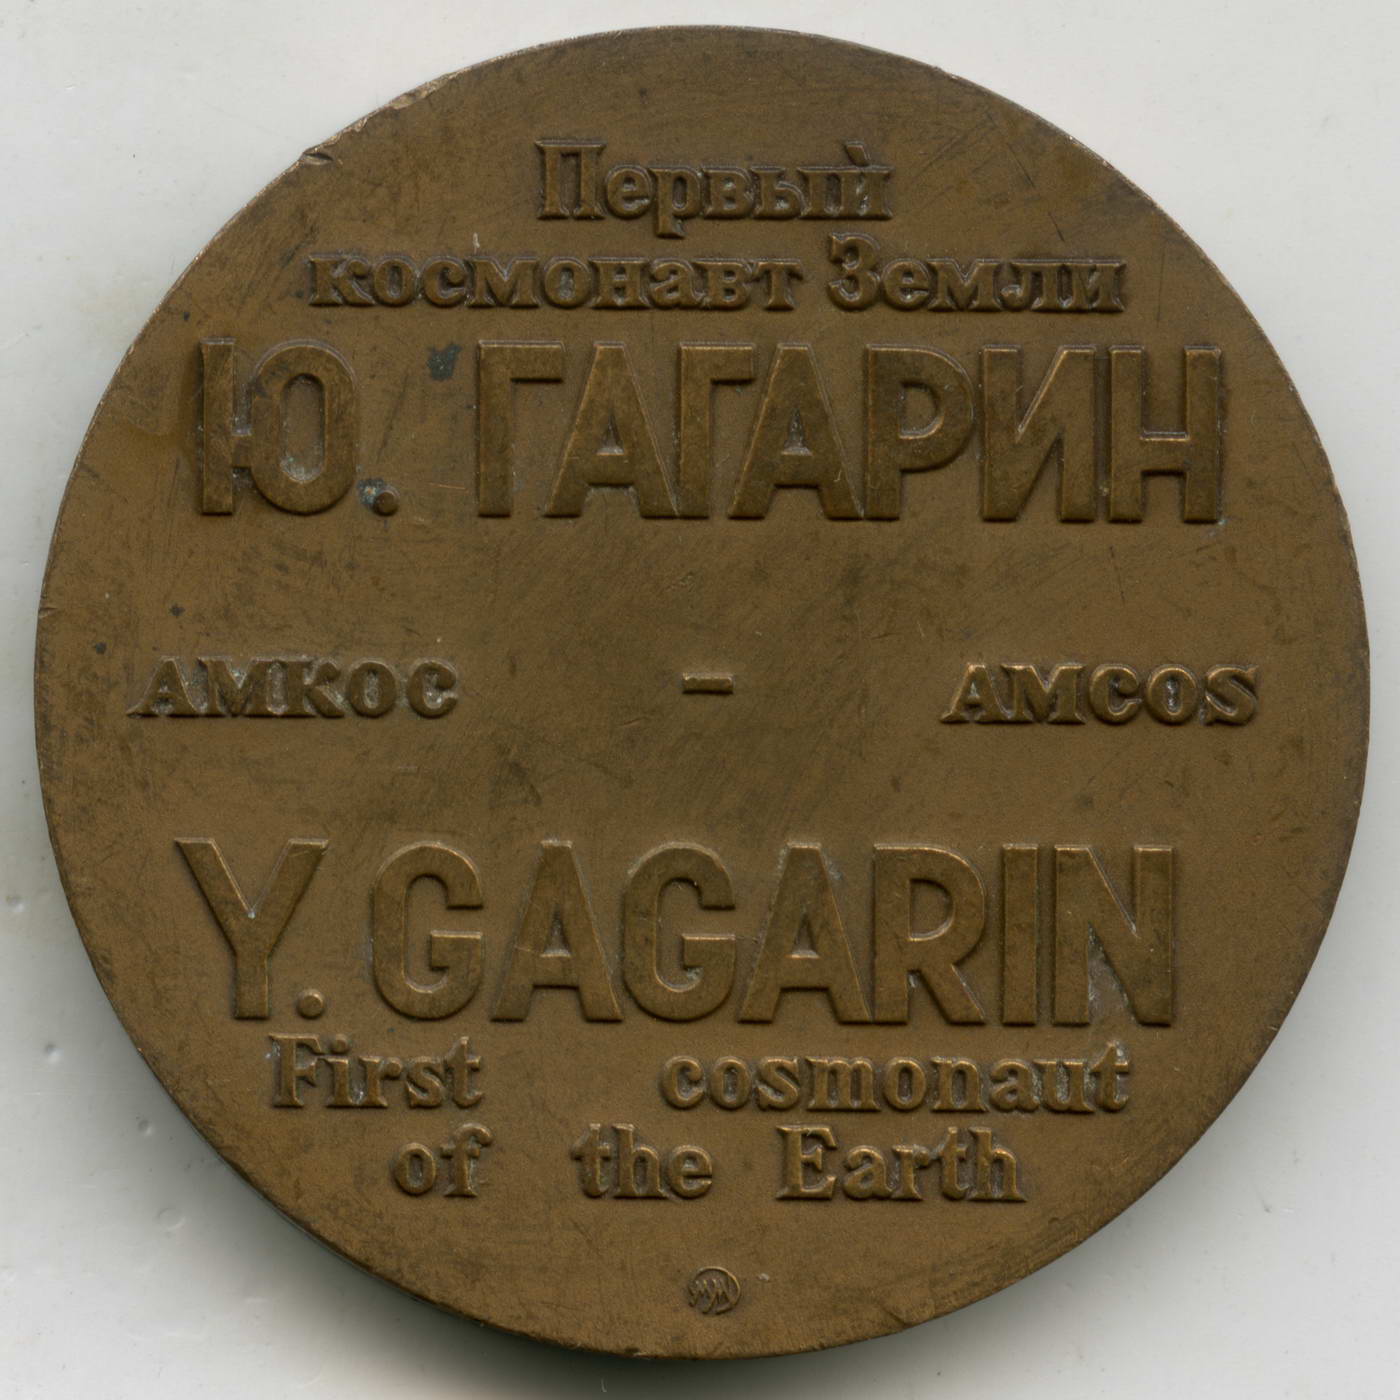 Первый
космонавт Земли
Ю. ГАГАРИН
АМКОС - AMCOS
Y. GAGARIN
First cosmonaut
of the Earth